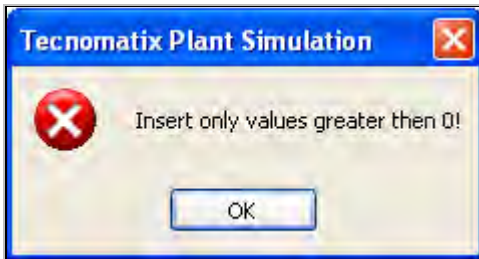 Tecnomatix Plant Simulation
Insert only values greater then 0!
OK